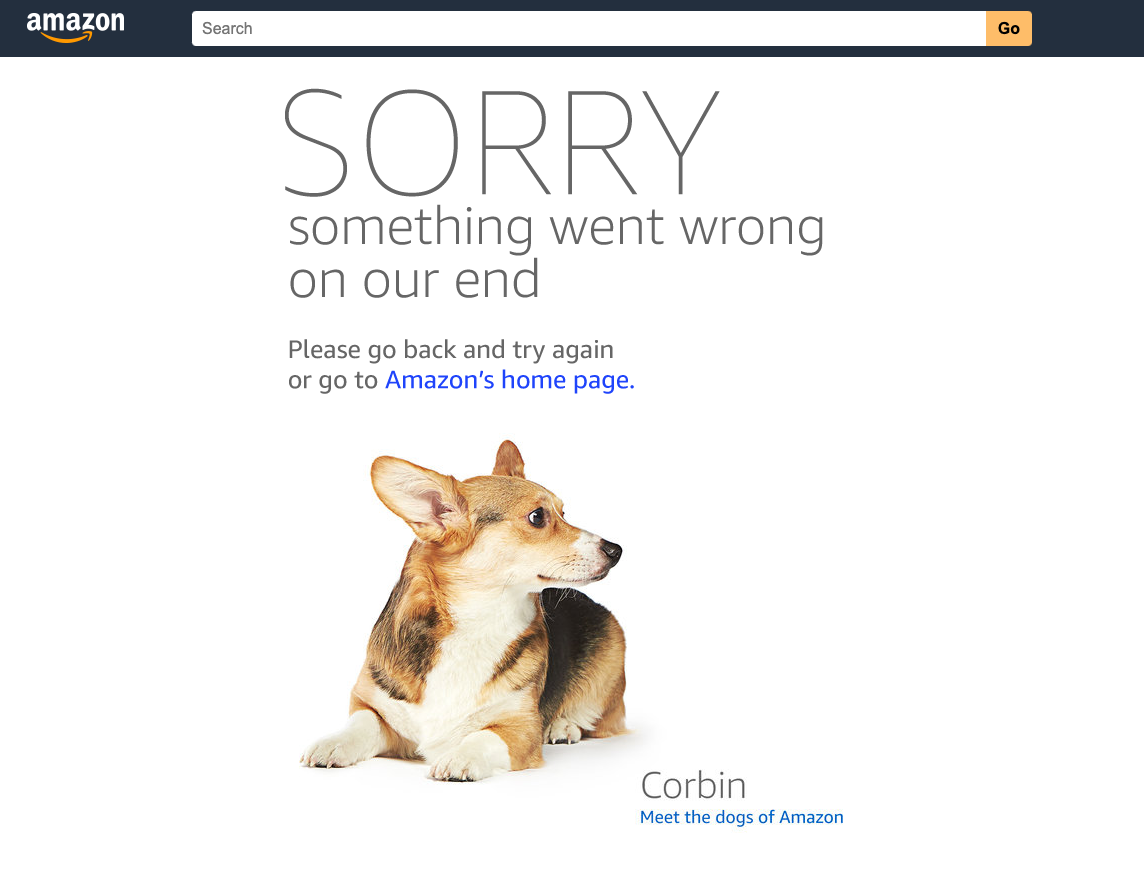 amazon
Search
Go
SORRY
something went wrong
on our end
Please go back and try again
or go to Amazon’s home page.
Corbin
Meet the dogs of Amazon